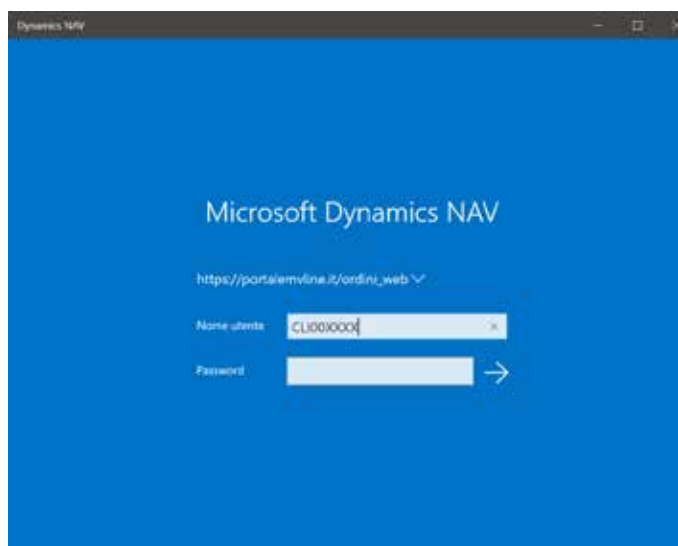 Dynamics NAV
Microsoft Dynamics NAV
https://portalemvline.it/ordini_web
Nome utente CLI00XXXX
Password